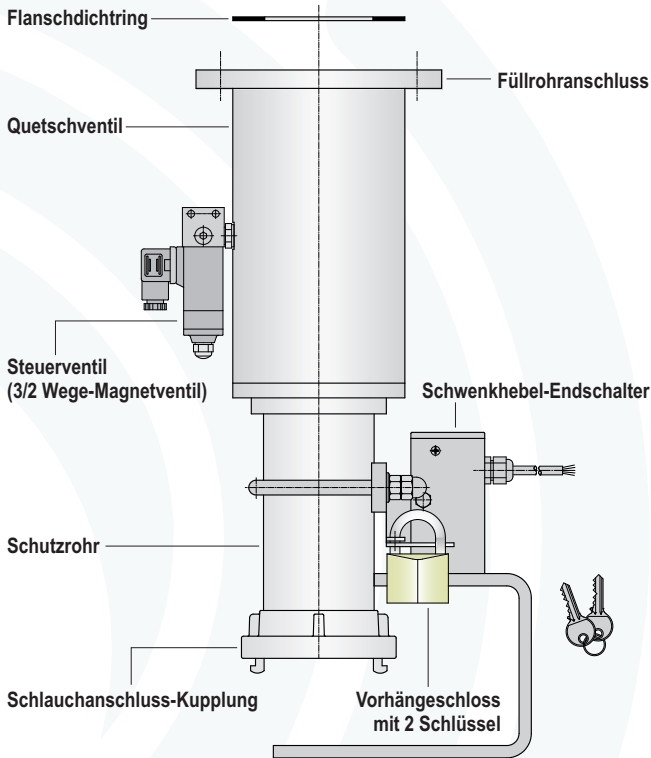 Flanschdichtring
Füllrohranschluss
Quetschventil
Steuerventil
(3/2 Wege-Magnetventil)
Schwenkhebel-Endschalter
Schutzrohr
Schlauchanschluss-Kupplung
Vorhängeschloss
mit 2 Schlüssel